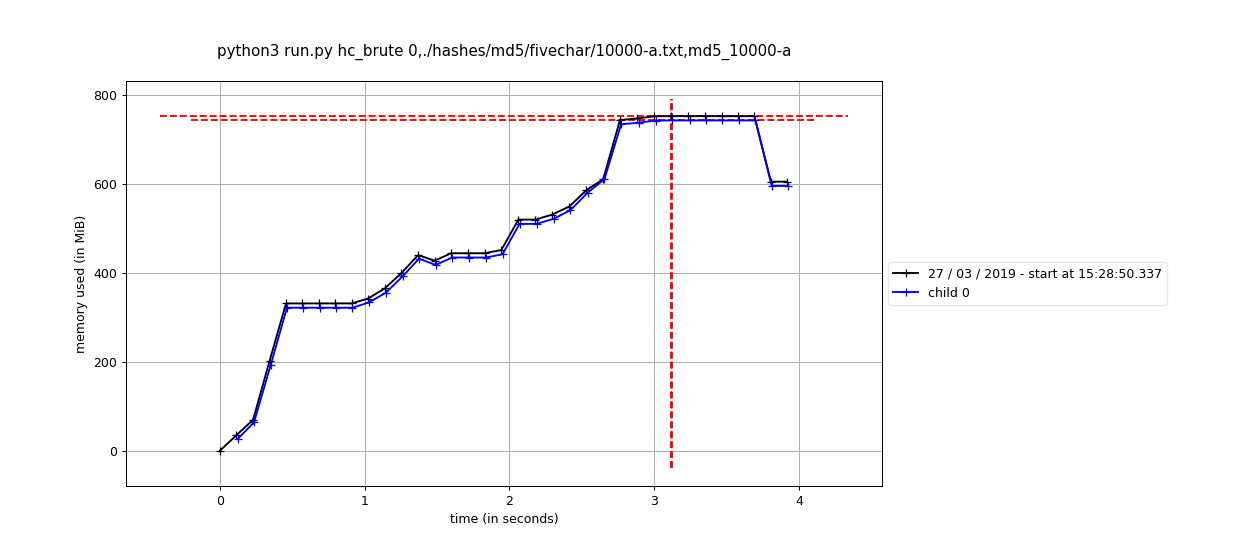 python3 run.py hc_brute 0,./hashes/md5/fivechar/10000-a.txt,md5_10000-a
800
600
400
200
0
memory used (in MiB)
0 1 2 3 4
time (in seconds)
27 / 03 / 2019 - start at 15:28:50.337
child 0